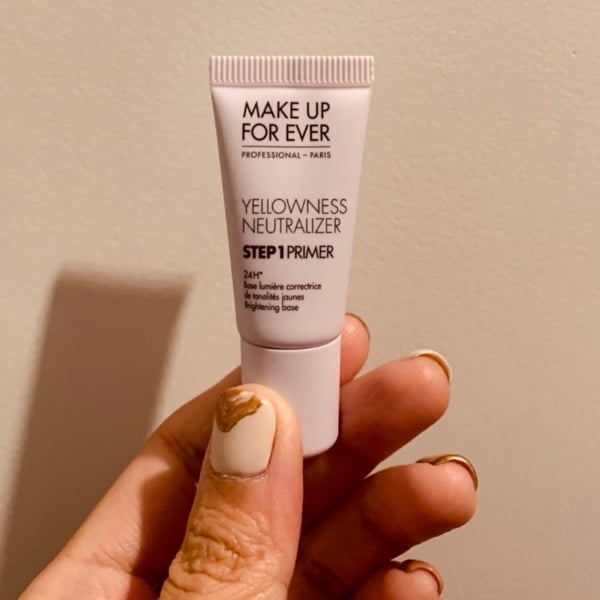 MAKE UP
FOR EVER
PROFESSIONAL – PARIS
YELLOWNESS
NEUTRALIZER
STEP 1 PRIMER
24H*
Base lumière correctrice
de tonalités jaunes
Brightening base